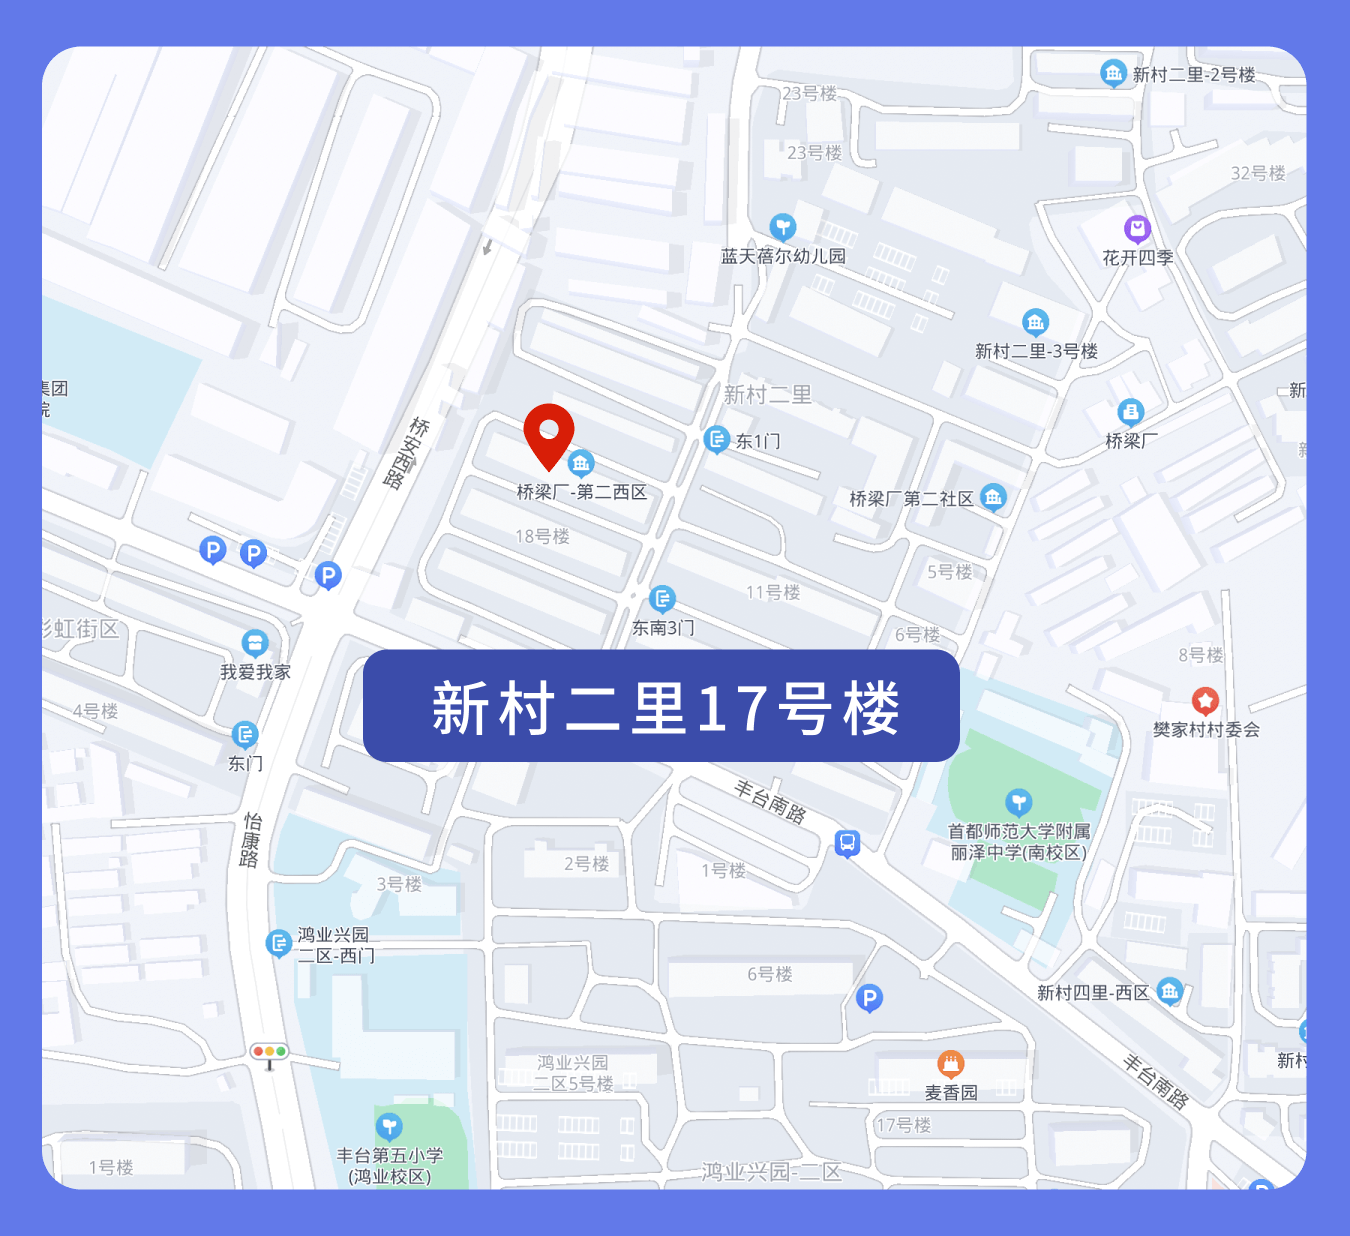 新村二里-2号楼
23号楼
23号楼
32号楼
蓝天蓓尔幼儿园
花开四季
新村二里-3号楼
集团
院
新村二里
新
桥安西路
东1门
桥梁厂
桥梁厂-第二西区
桥梁厂第二社区
18号楼
P
P
P
5号楼
11号楼
东南3门
6号楼
彩虹街区
8号楼
我爱我家
4号楼
新村二里17号楼
樊家村村委会
东门
丰台南路
怡康路
首都师范大学附属
丽泽中学(南校区)
2号楼
1号楼
3号楼
鸿业兴园
二区-西门
6号楼
P
新村四里-西区
新村
鸿业兴园
二区5号楼
麦香园
丰台南路
17号楼
丰台第五小学
(鸿业校区)
1号楼
鸿业兴园-二区
P